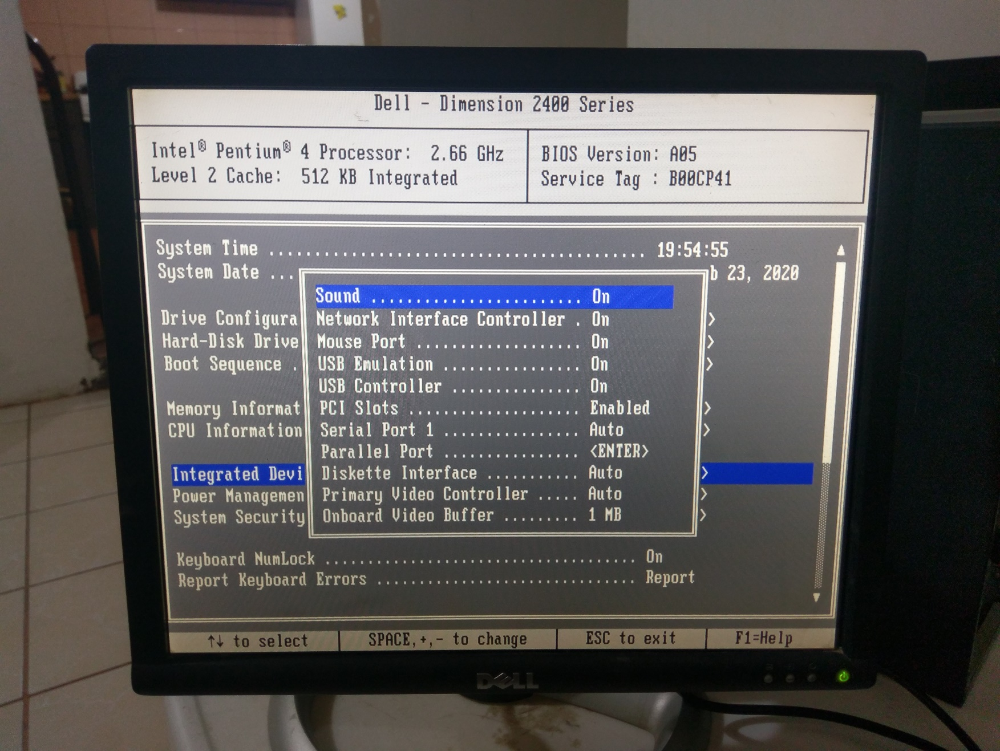 Dell - Dimension 2400 Series
Intel® Pentium® 4 Processor: 2.66 GHz
Level 2 Cache: 512 KB Integrated
BIOS Version: A05
Service Tag : B00CP41
System Time .......................................... 19:54:55
System Date ... b 23, 2020
Sound ........................ On
Drive Configura Network Interface Controller . On >
Hard-Disk Drive Mouse Port ................... On >
Boot Sequence . USB Emulation ................ On >
USB Controller ............... On
Memory Informat PCI Slots .................... Enabled >
CPU Information Serial Port 1 ................ Auto >
Parallel Port ................ <ENTER>
Integrated Devi Diskette Interface ........... Auto >
Power Managemen Primary Video Controller ..... Auto >
System Security Onboard Video Buffer ......... 1 MB >
Keyboard NumLock ................................... On
Report Keyboard Errors ............................. Report
↑↓ to select SPACE,+,- to change ESC to exit F1=Help
DELL